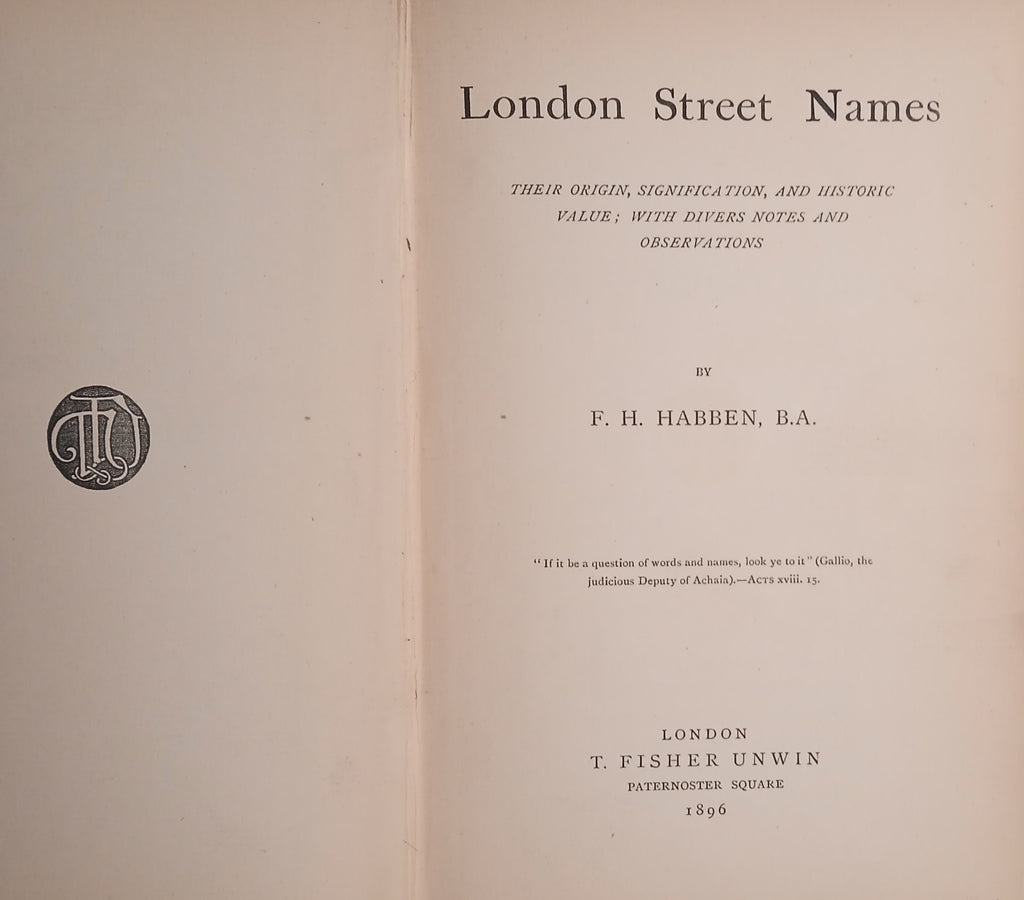 London Street Names
THEIR ORIGIN, SIGNIFICATION, AND HISTORIC
VALUE; WITH DIVERS NOTES AND
OBSERVATIONS
BY
F. H. HABBEN, B.A.
“If it be a question of words and names, look ye to it” (Gallio, the
judicious Deputy of Achaia).—ACTS xviii. 15.
LONDON
T. FISHER UNWIN
PATERNOSTER SQUARE
1896